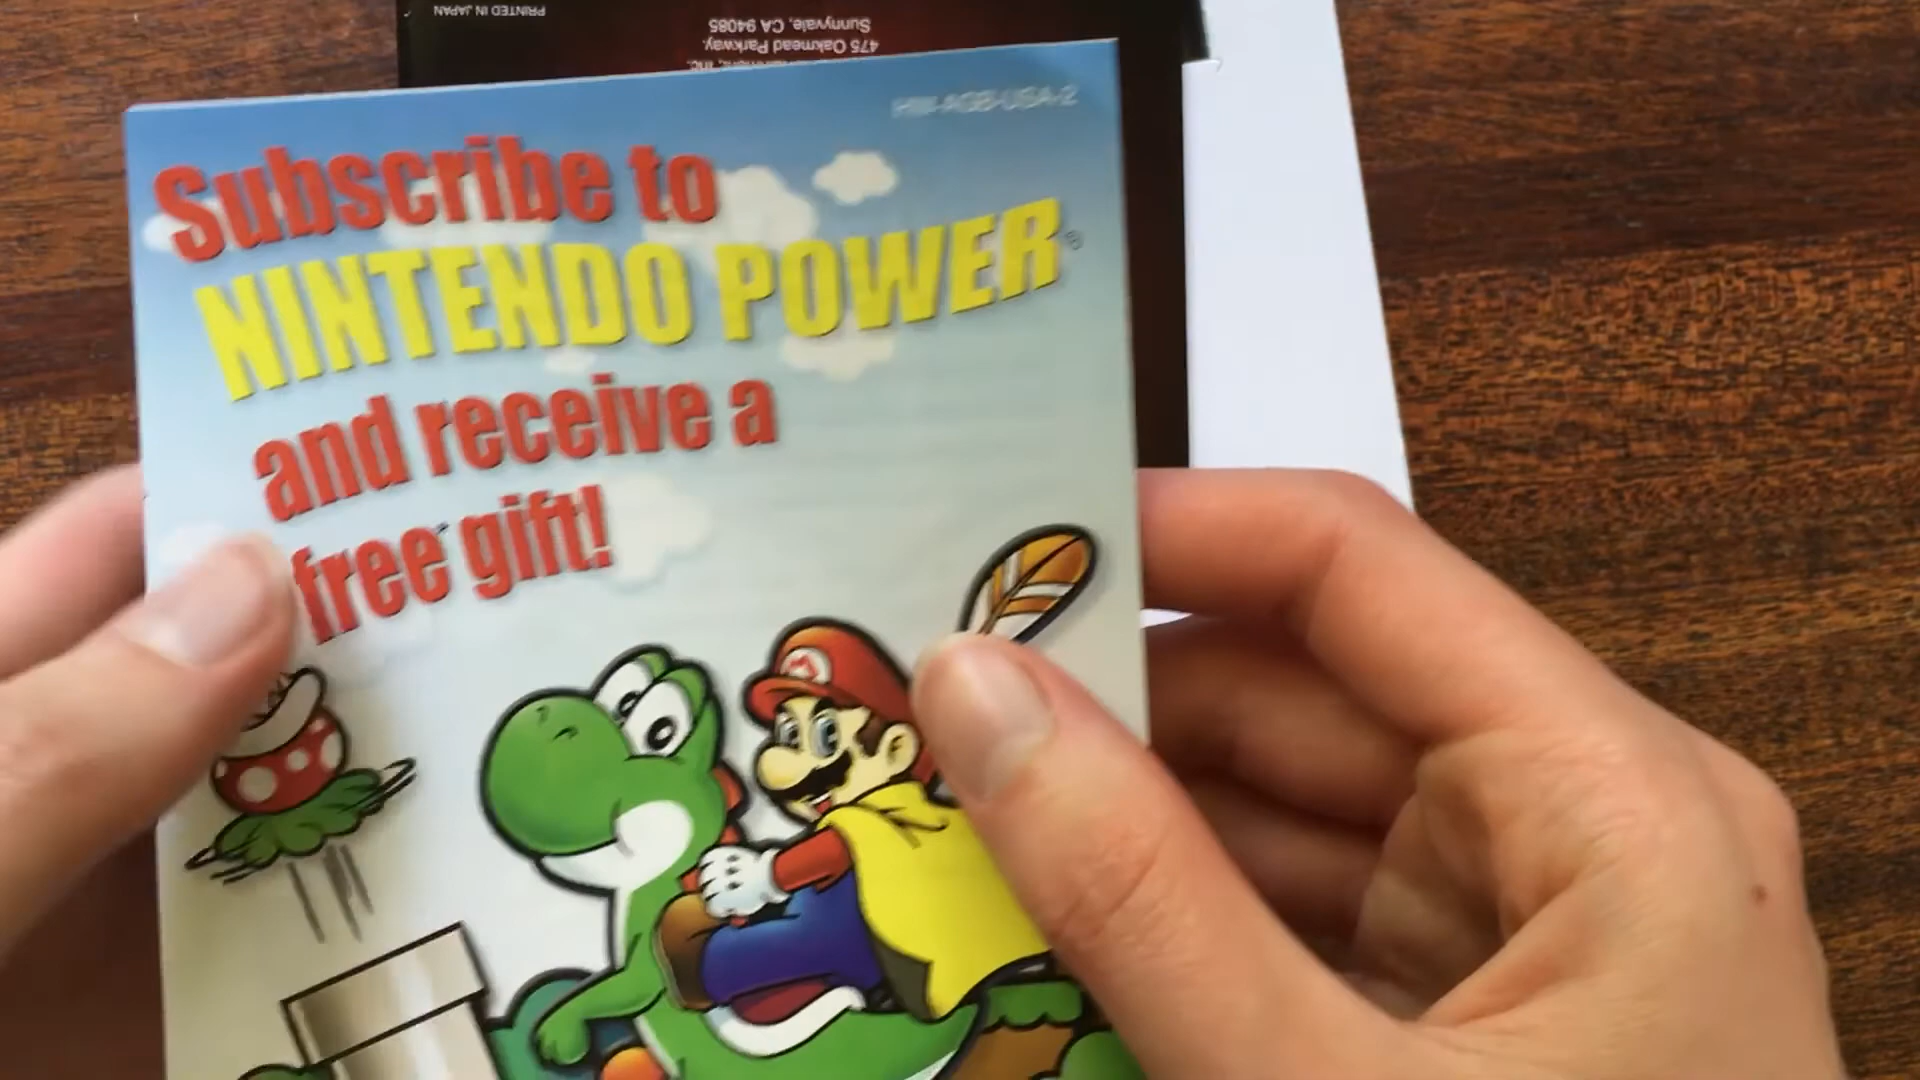 PRINTED IN JAPAN
Sunnyvale, CA 94085
475 Oakmead Parkway.
Inc.
HW-AGB-USA-2
Subscribe to
NINTENDO POWER®
and receive a
free gift!
M